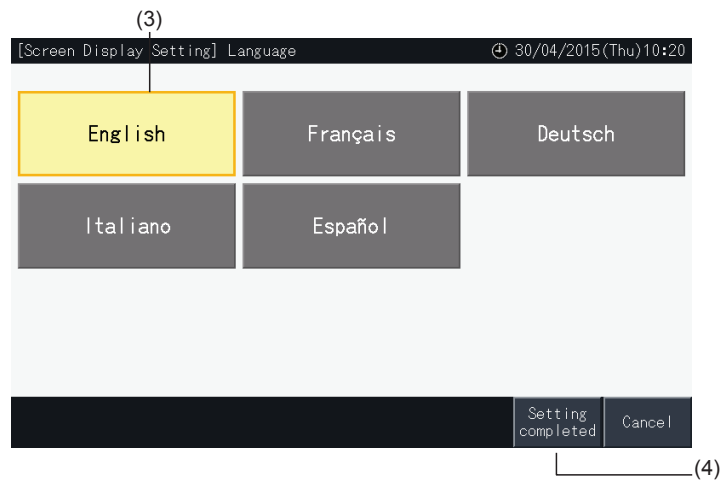 (3)
[Screen Display Setting] Language 30/04/2015(Thu)10:20
English Français Deutsch
Italiano Español
Setting
completed
Cancel
(4)